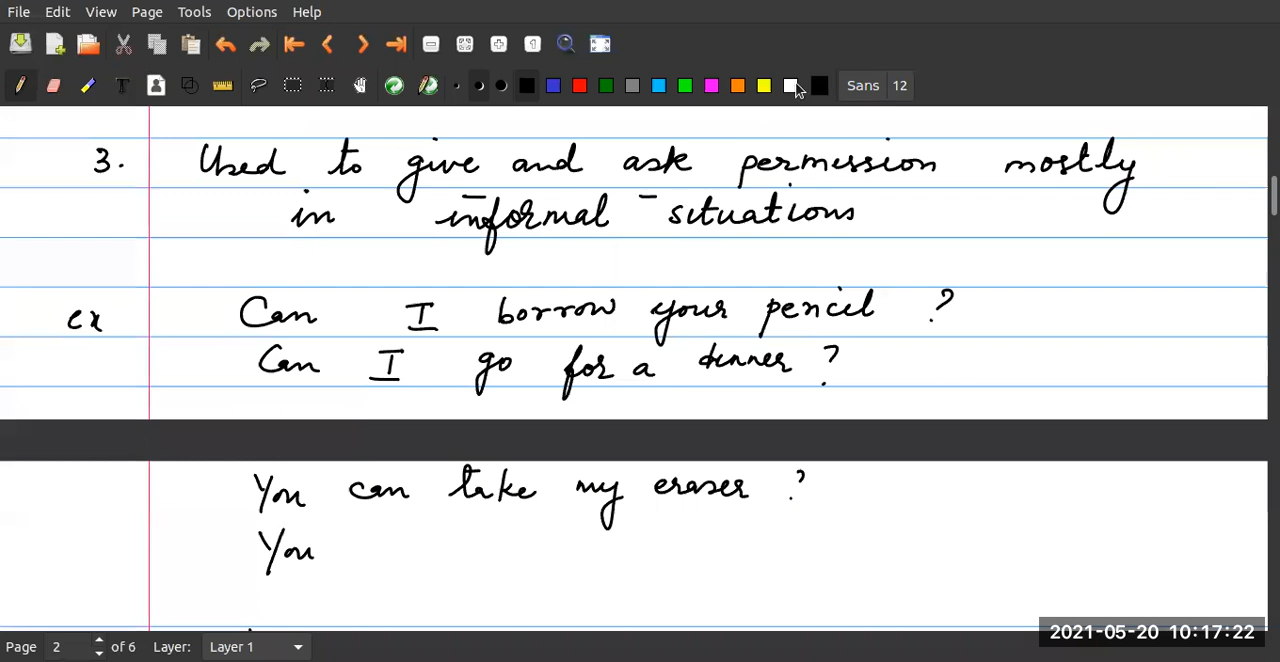 File Edit View Page Tools Options Help
Sans 12
3. Used to give and ask permission mostly
in informal situations
ex Can I borrow your pencil ?
Can I go for a dinner ?
You can take my eraser ?
You
2021-05-20 10:17:22
Page 2 of 6 Layer: Layer 1